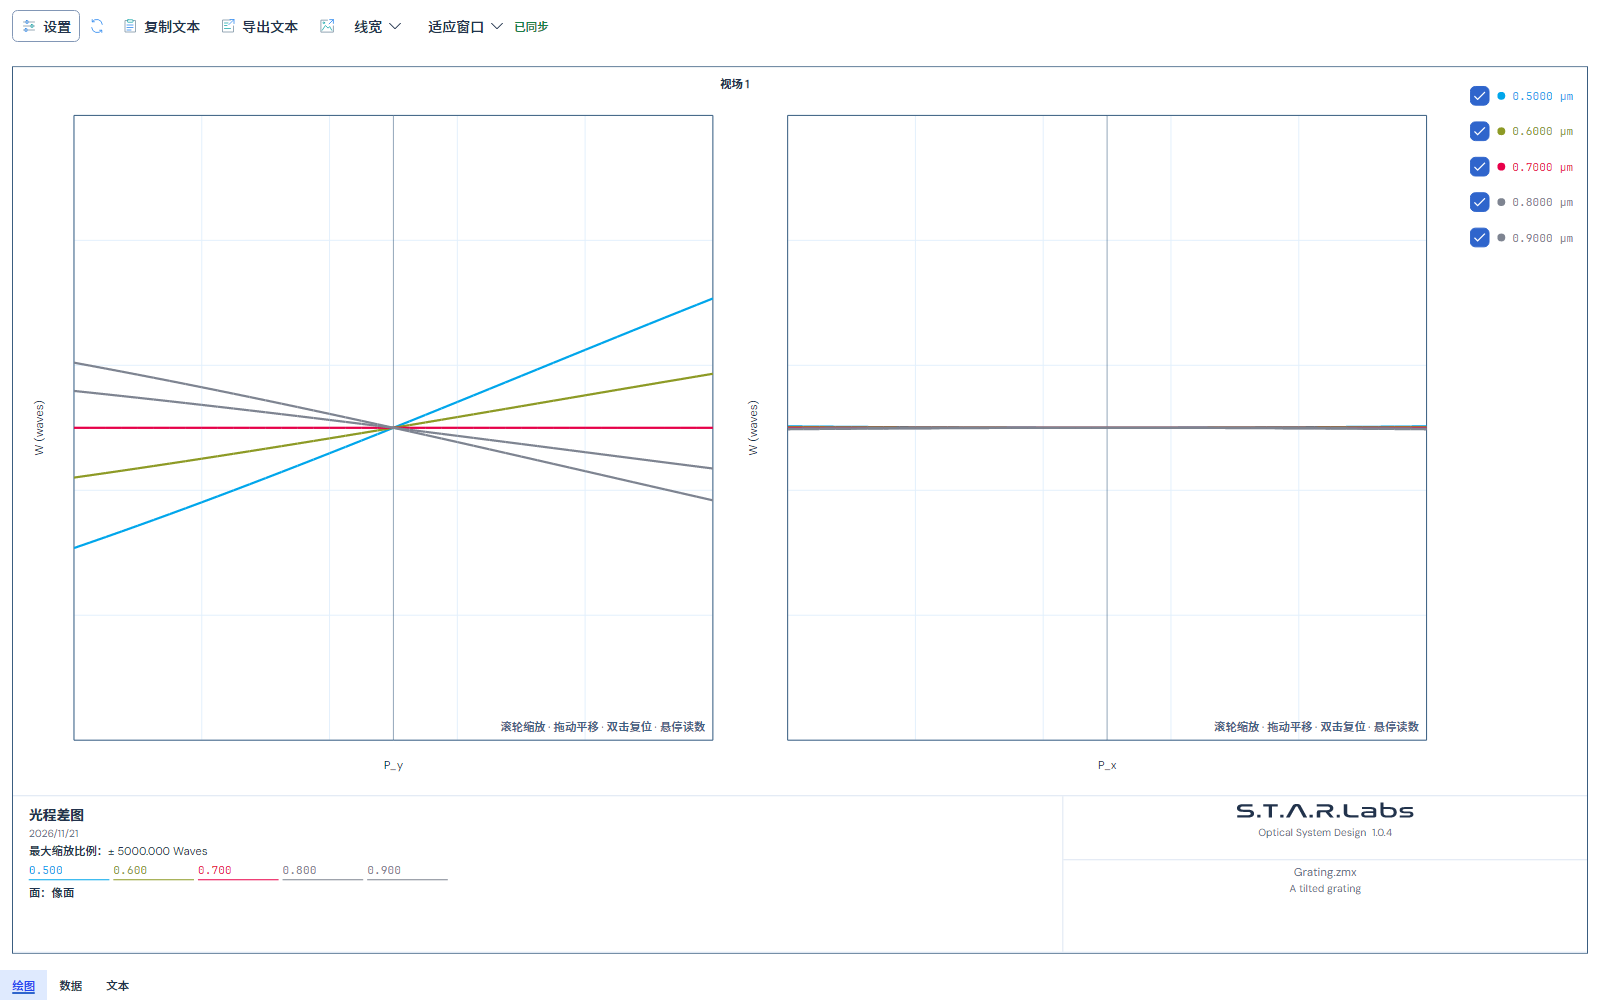 设置 复制文本 导出文本 线宽 适应窗口 已同步
视场 1
0.5000 µm
0.6000 µm
0.7000 µm
0.8000 µm
0.9000 µm
W (waves)
滚轮缩放 · 拖动平移 · 双击复位 · 悬停读数
P_y
W (waves)
滚轮缩放 · 拖动平移 · 双击复位 · 悬停读数
P_x
光程差图
2026/11/21
最大缩放比例: ± 5000.000 Waves
0.500 0.600 0.700 0.800 0.900
面: 像面
S.T.A.R.Labs
Optical System Design 1.0.4
Grating.zmx
A tilted grating
绘图 数据 文本